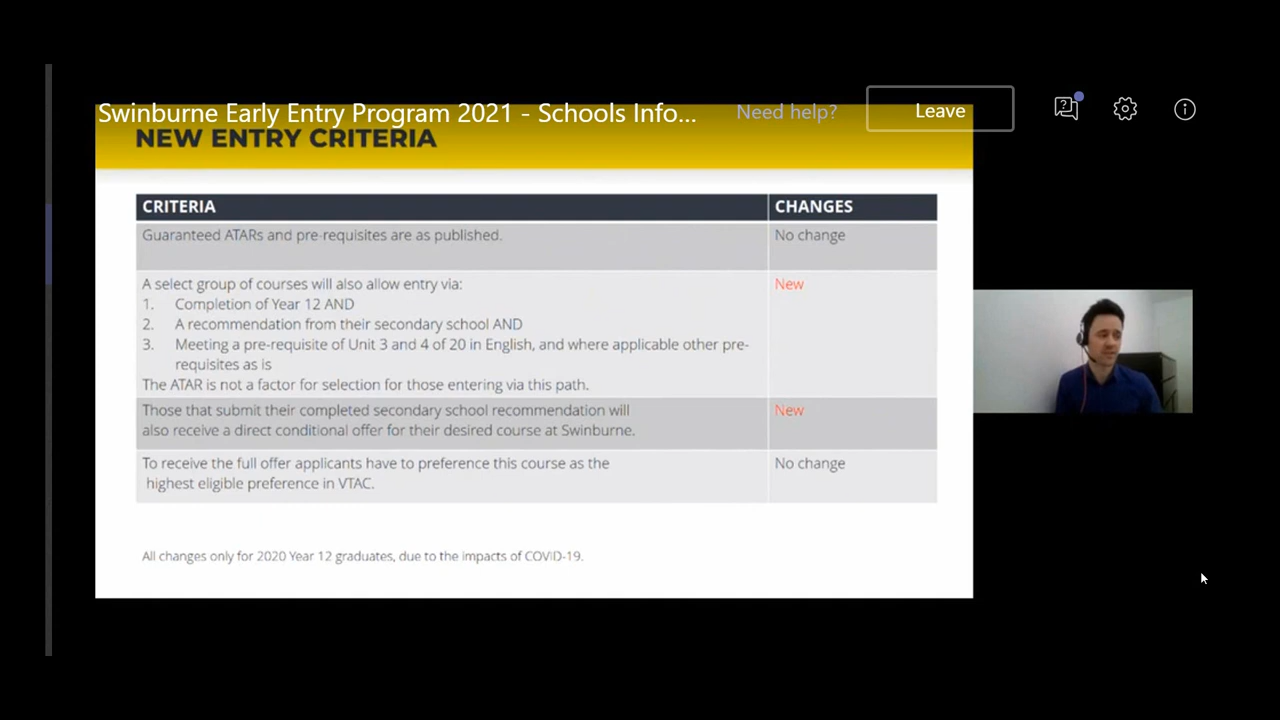 Swinburne Early Entry Program 2021 - Schools Info...
Need help?
Leave
NEW ENTRY CRITERIA
CRITERIA
CHANGES
Guaranteed ATARs and pre-requisites are as published.
No change
A select group of courses will also allow entry via:
New
1. Completion of Year 12 AND
2. A recommendation from their secondary school AND
3. Meeting a pre-requisite of Unit 3 and 4 of 20 in English, and where applicable other pre-
requisites as is
The ATAR is not a factor for selection for those entering via this path.
Those that submit their completed secondary school recommendation will
New
also receive a direct conditional offer for their desired course at Swinburne.
To receive the full offer applicants have to preference this course as the
No change
highest eligible preference in VTAC.
All changes only for 2020 Year 12 graduates, due to the impacts of COVID-19.